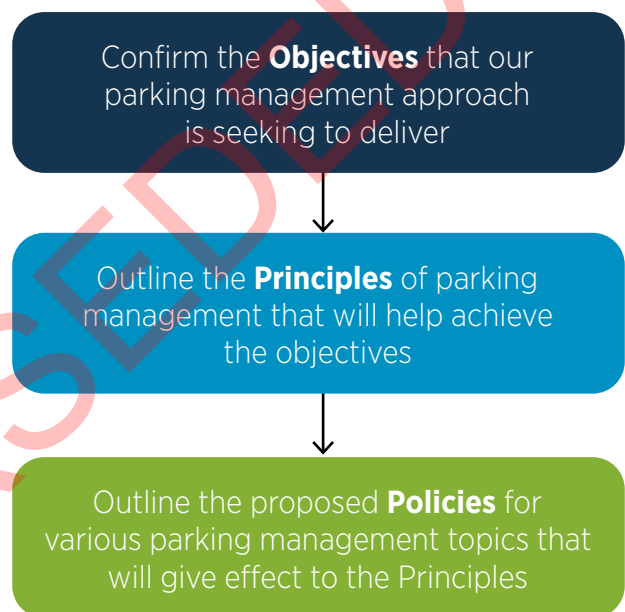 Confirm the Objectives that our
parking management approach
is seeking to deliver
Outline the Principles of parking
management that will help achieve
the objectives
Outline the proposed Policies for
various parking management topics that
will give effect to the Principles